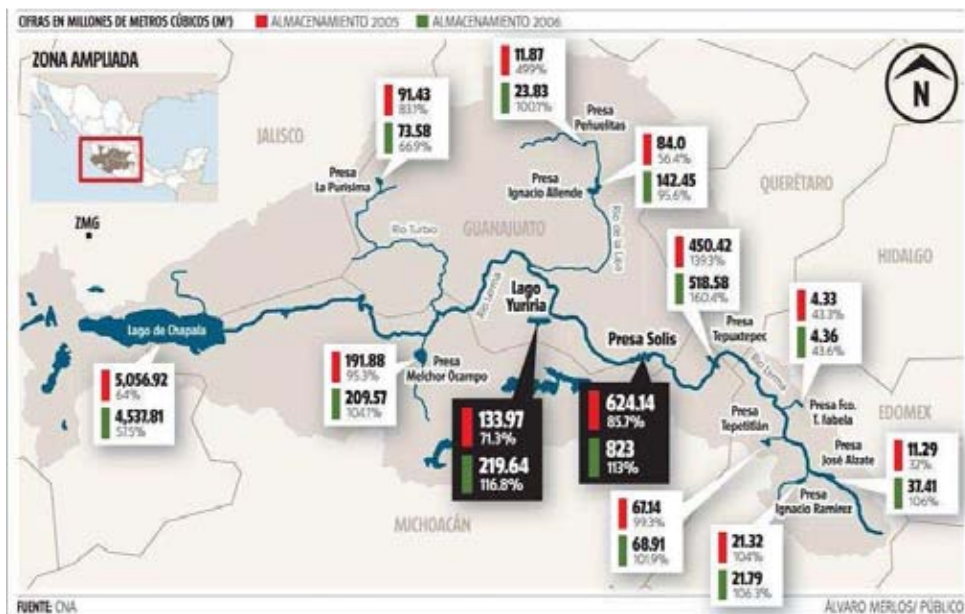 CIFRAS EN MILLONES DE METROS CÚBICOS (M³) ALMACENAMIENTO 2005 ALMACENAMIENTO 2006
ZONA AMPLIADA
N
JALISCO
91.43
83.1%
73.58
66.9%
Presa
La Purísima
11.87
49.9%
23.83
100.1%
Presa
Peñuelitas
84.0
56.4%
142.45
95.6%
Presa
Ignacio Allende
QUERÉTARO
ZMG
Río Turbio
GUANAJUATO
Río de la Laja
HIDALGO
450.42
139.3%
518.58
160.4%
Presa
Tepuxtepec
Río Lerma
Lago
Yuriria
4.33
43.3%
4.36
43.6%
Lago de Chapala
Presa Solís
Río Lerma
5,056.92
64%
4,537.81
57.5%
191.88
95.3%
209.57
104.1%
Presa
Melchor Ocampo
133.97
71.3%
219.64
116.8%
624.14
85.7%
823
113%
Presa
Tepetitlán
Presa Fco.
T. Fabela
EDOMEX
Presa
José Alzate
11.29
32%
37.41
106%
Presa
Ignacio Ramírez
MICHOACÁN
67.14
99.3%
68.91
101.9%
21.32
104%
21.79
106.3%
FUENTE: CNA
ÁLVARO MERLOS/ PÚBLICO